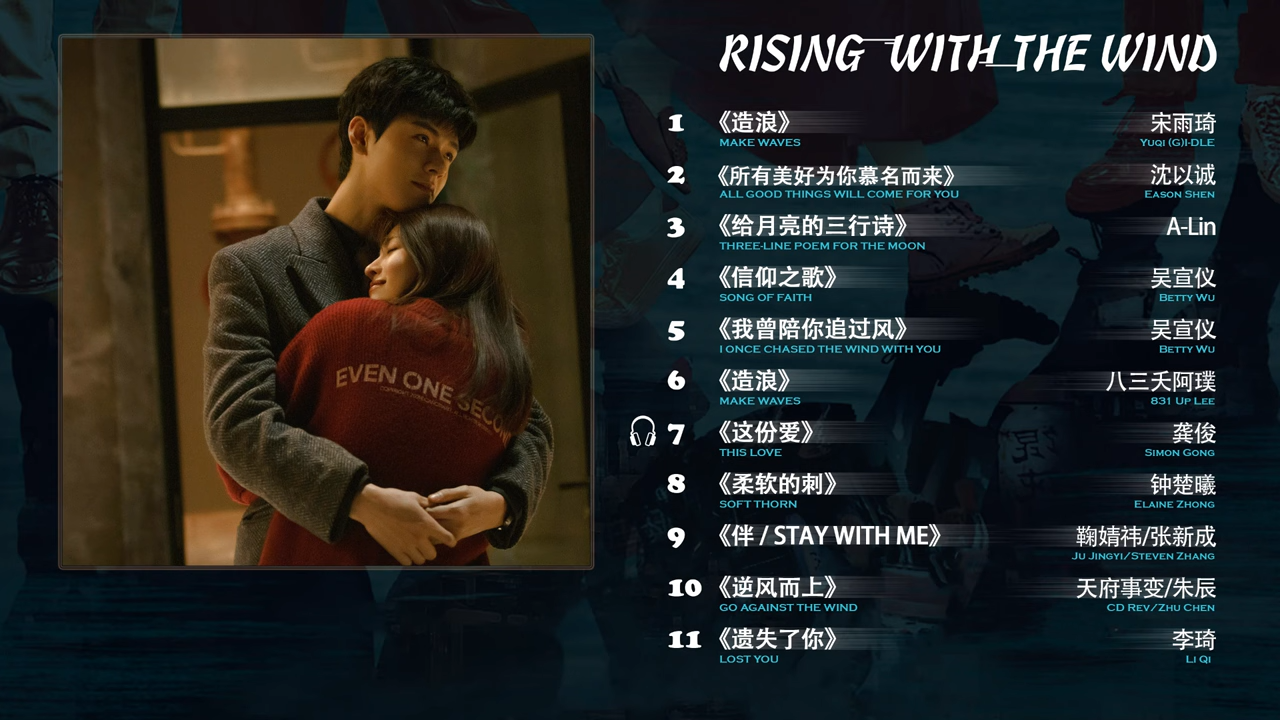 RISING WITH THE WIND
EVEN ONE SECON
1 《造浪》 宋雨琦
MAKE WAVES Yuqi (G)I-DLE
2 《所有美好为你慕名而来》 沈以诚
ALL GOOD THINGS WILL COME FOR YOU Eason Shen
3 《给月亮的三行诗》 A-Lin
THREE-LINE POEM FOR THE MOON
4 《信仰之歌》 吴宣仪
SONG OF FAITH Betty Wu
5 《我曾陪你追过风》 吴宣仪
I ONCE CHASED THE WIND WITH YOU Betty Wu
6 《造浪》 八三夭阿璞
MAKE WAVES 831 Up Lee
7 《这份爱》 龚俊
THIS LOVE Simon Gong
8 《柔软的刺》 钟楚曦
SOFT THORN Elaine Zhong
9 《伴 / STAY WITH ME》 鞠婧祎/张新成
Ju Jingyi/Steven Zhang
10 《逆风而上》 天府事变/朱辰
GO AGAINST THE WIND CD Rev/Zhu Chen
11 《遗失了你》 李琦
LOST YOU Li Qi